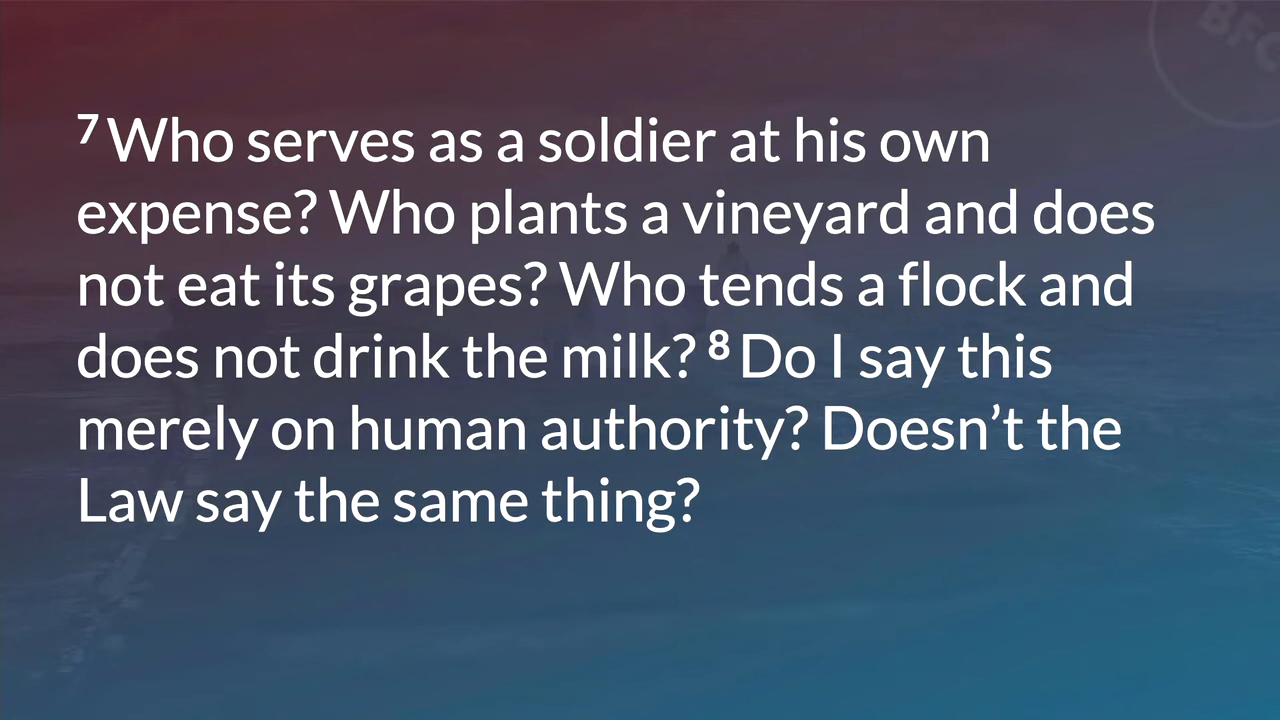 BFC
⁷ Who serves as a soldier at his own
expense? Who plants a vineyard and does
not eat its grapes? Who tends a flock and
does not drink the milk? ⁸ Do I say this
merely on human authority? Doesn’t the
Law say the same thing?